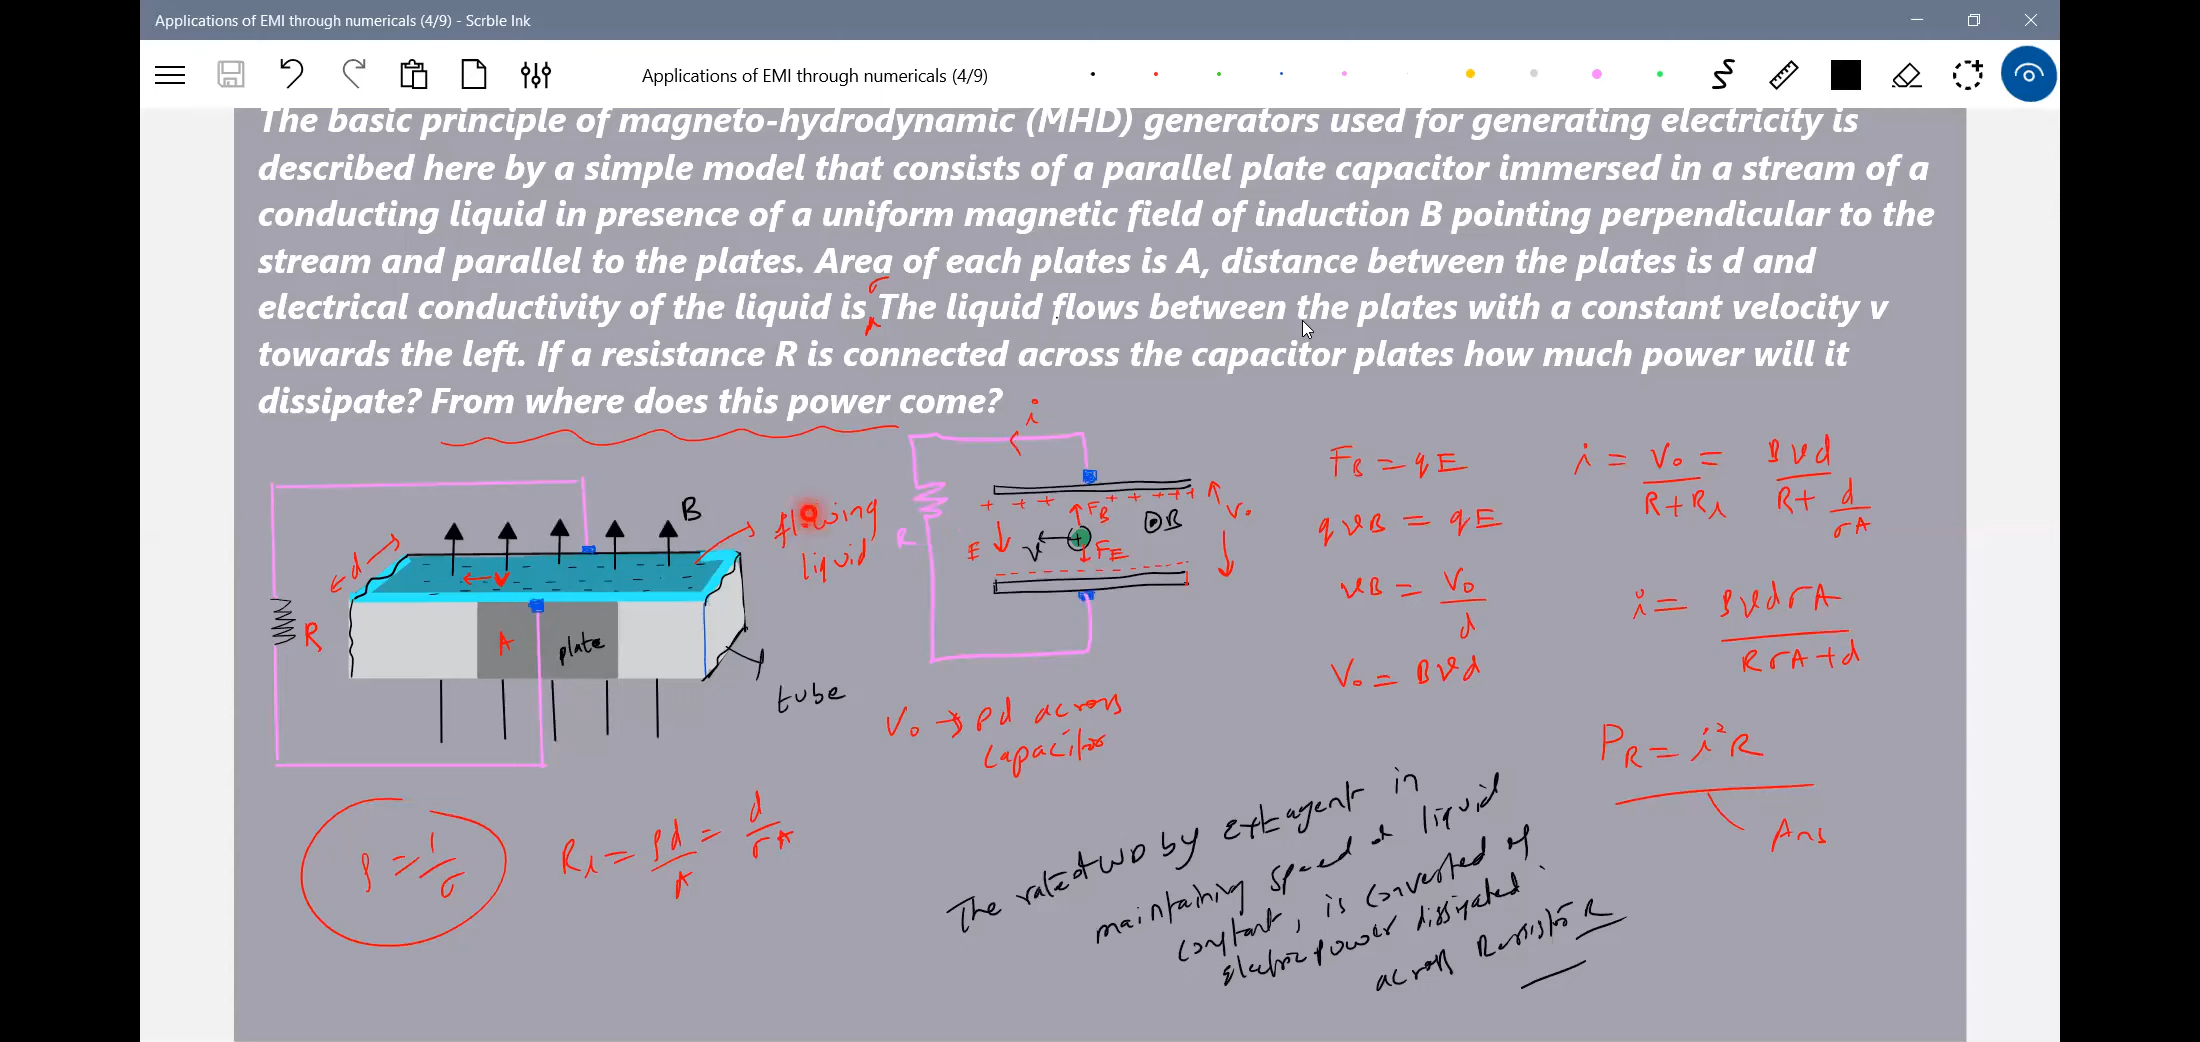 Applications of EMI through numericals (4/9) - Scrble Ink
Applications of EMI through numericals (4/9)
The basic principle of magneto-hydrodynamic (MHD) generators used for generating electricity is
described here by a simple model that consists of a parallel plate capacitor immersed in a stream of a
conducting liquid in presence of a uniform magnetic field of induction B pointing perpendicular to the
stream and parallel to the plates. Area of each plates is A, distance between the plates is d and
electrical conductivity of the liquid is σ The liquid flows between the plates with a constant velocity v
towards the left. If a resistance R is connected across the capacitor plates how much power will it
dissipate? From where does this power come?
B
d
v
flowing
liquid
R
A
plate
tube
i
+ + + + + + + + +
F_B
⊙B
V₀
R
E
v
+
F_E
V₀ → pd across
capacitor
F_B = qE
qvB = qE
vB = V₀/d
V₀ = Bvd
i = V₀/(R+R_l) = Bvd/(R + d/σA)
i = BvdσA/(RσA+d)
P_R = i²R
Ans
ρ = 1/σ
R_l = ρd/A = d/σA
The rate of WD by ext agent in
maintaining speed of liquid
constant, is converted of
electric power dissipated
across Resistor R